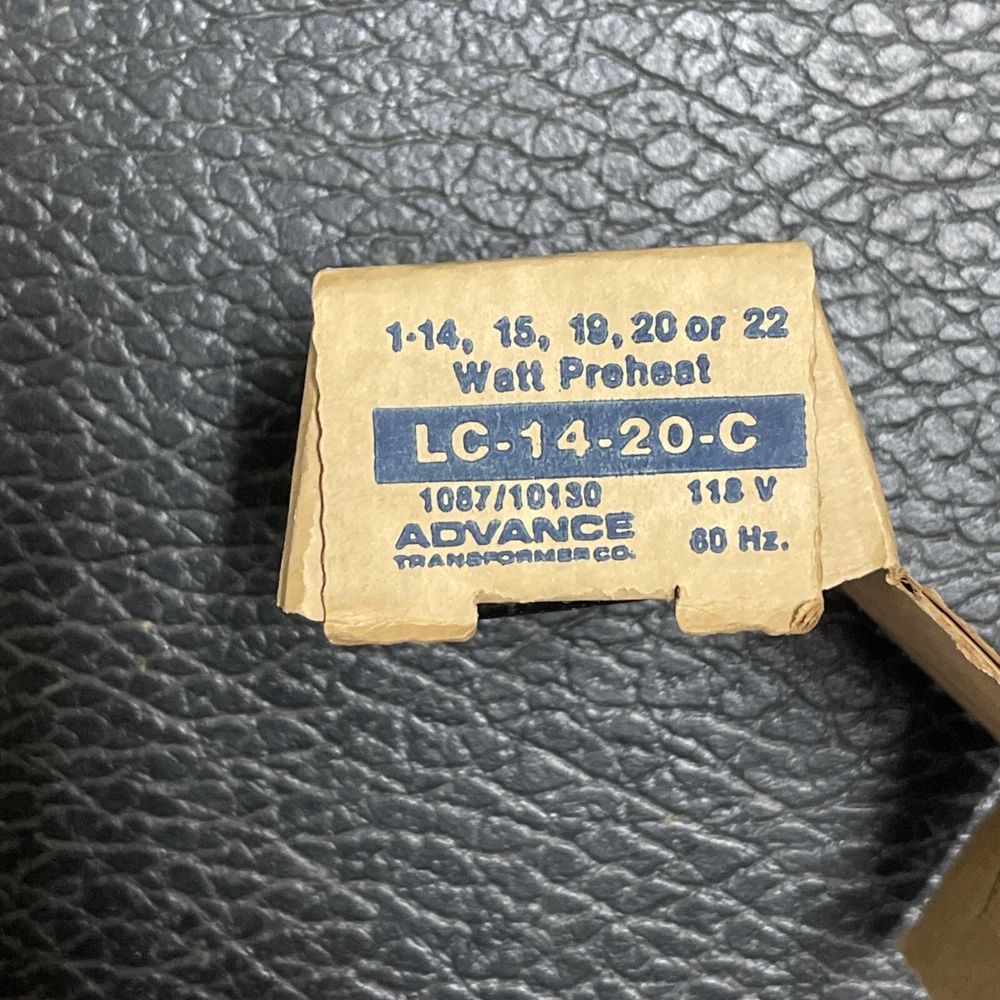 1-14, 15, 19, 20 or 22
Watt Preheat
LC-14-20-C
1087/10130 118 V
ADVANCE
TRANSFORMER CO. 60 Hz.